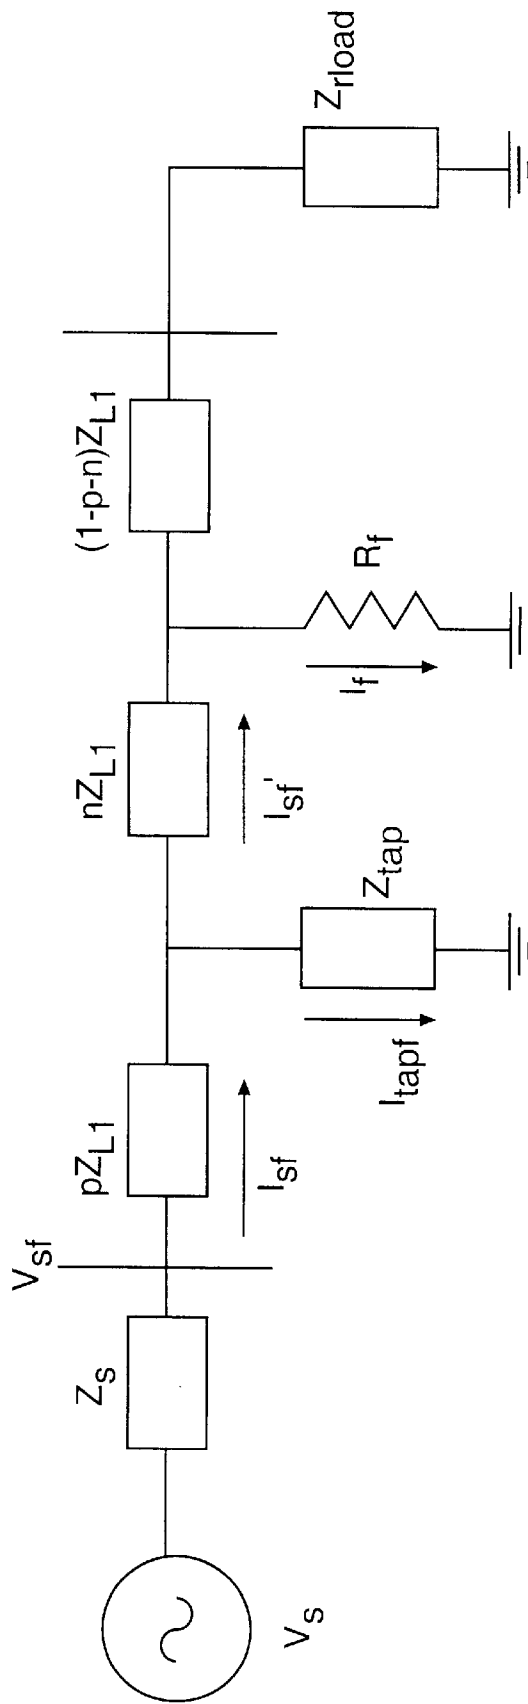 V_s
Z_s
V_sf
pZ_L1
I_sf
I_tapf
Z_tap
nZ_L1
I_sf'
I_f
R_f
(1-p-n)Z_L1
Z_rload